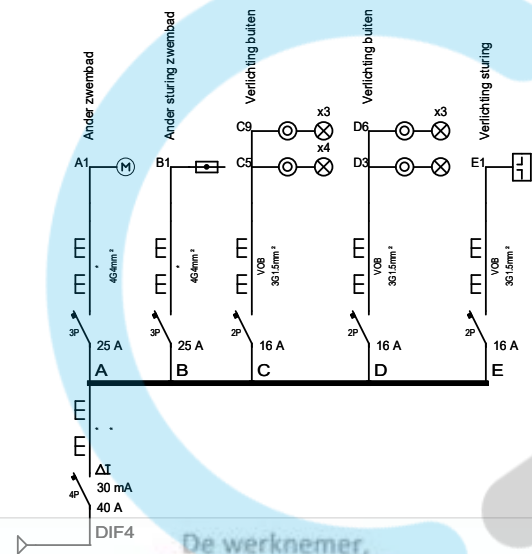 Ander zwembad
Ander sturing zwembad
Verlichting buiten
Verlichting buiten
Verlichting sturing
x3
x3
C9
D6
x4
A1
M
B1
C5
D3
E1
4G4mm²
4G4mm²
VOB
3G1.5mm²
VOB
3G1.5mm²
VOB
3G1.5mm²
3P
25 A
3P
25 A
2P
16 A
2P
16 A
2P
16 A
A
B
C
D
E
ΔI
30 mA
4P
40 A
DIF4
De werknemer,